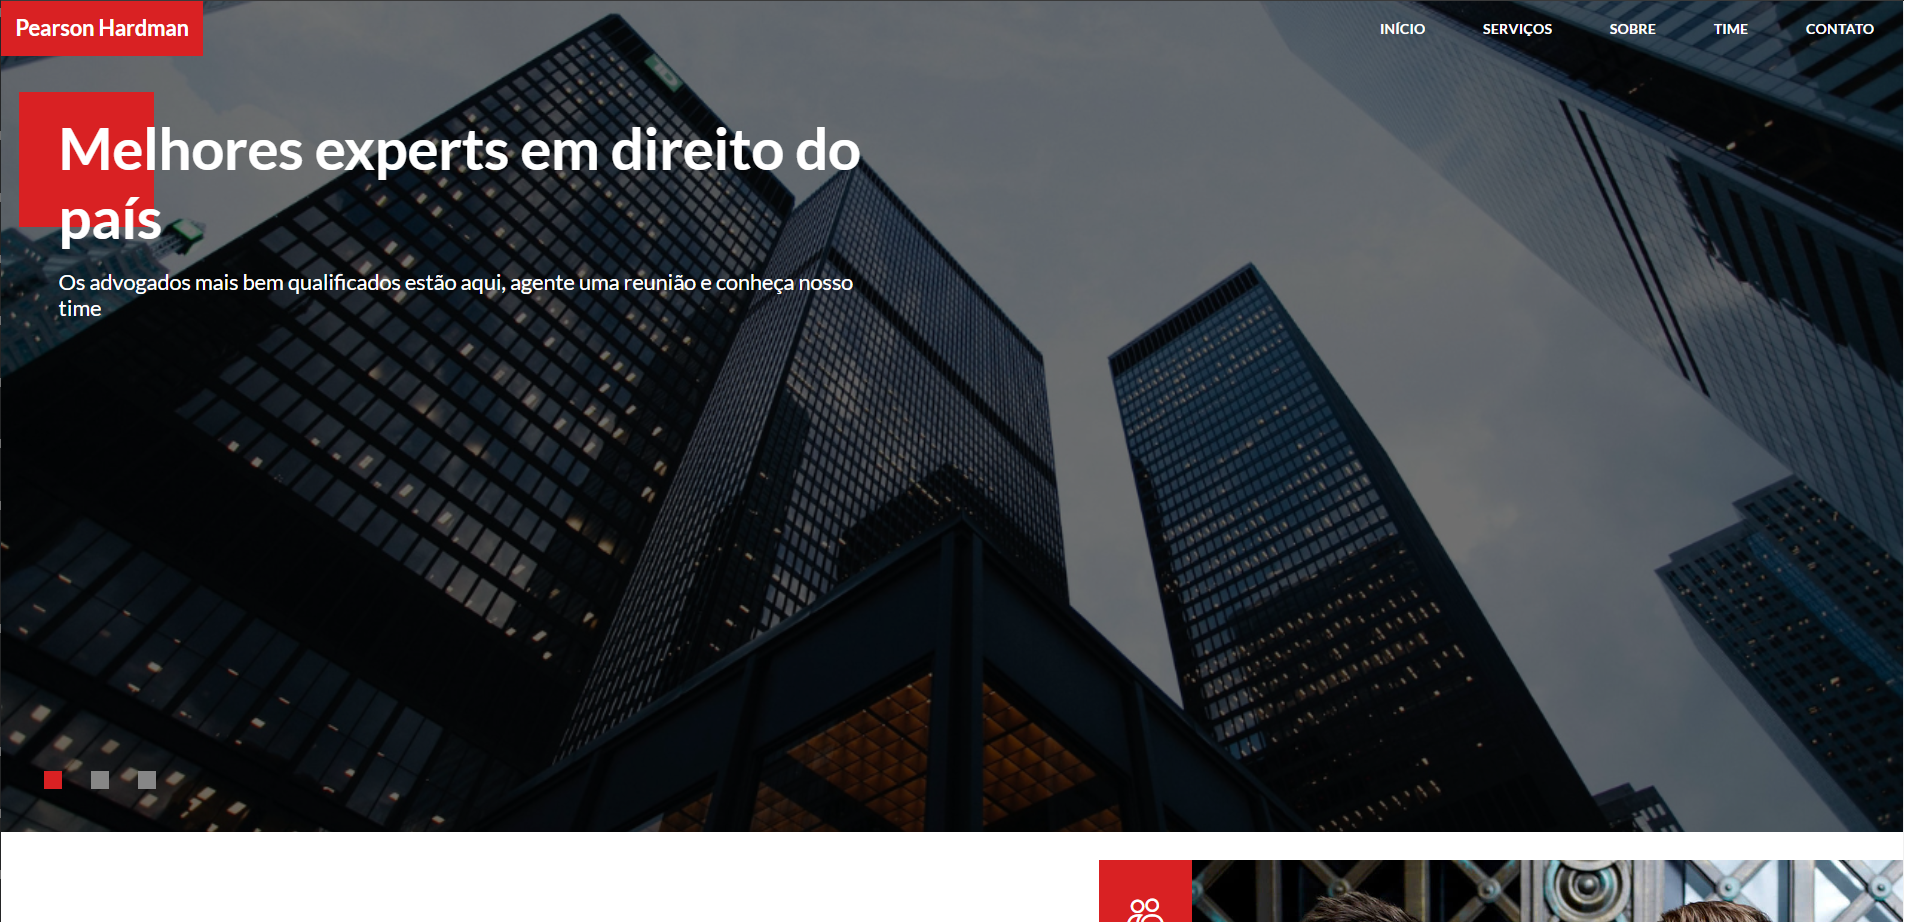 Pearson Hardman
INÍCIO SERVIÇOS SOBRE TIME CONTATO
Melhores experts em direito do
país
Os advogados mais bem qualificados estão aqui, agente uma reunião e conheça nosso
time